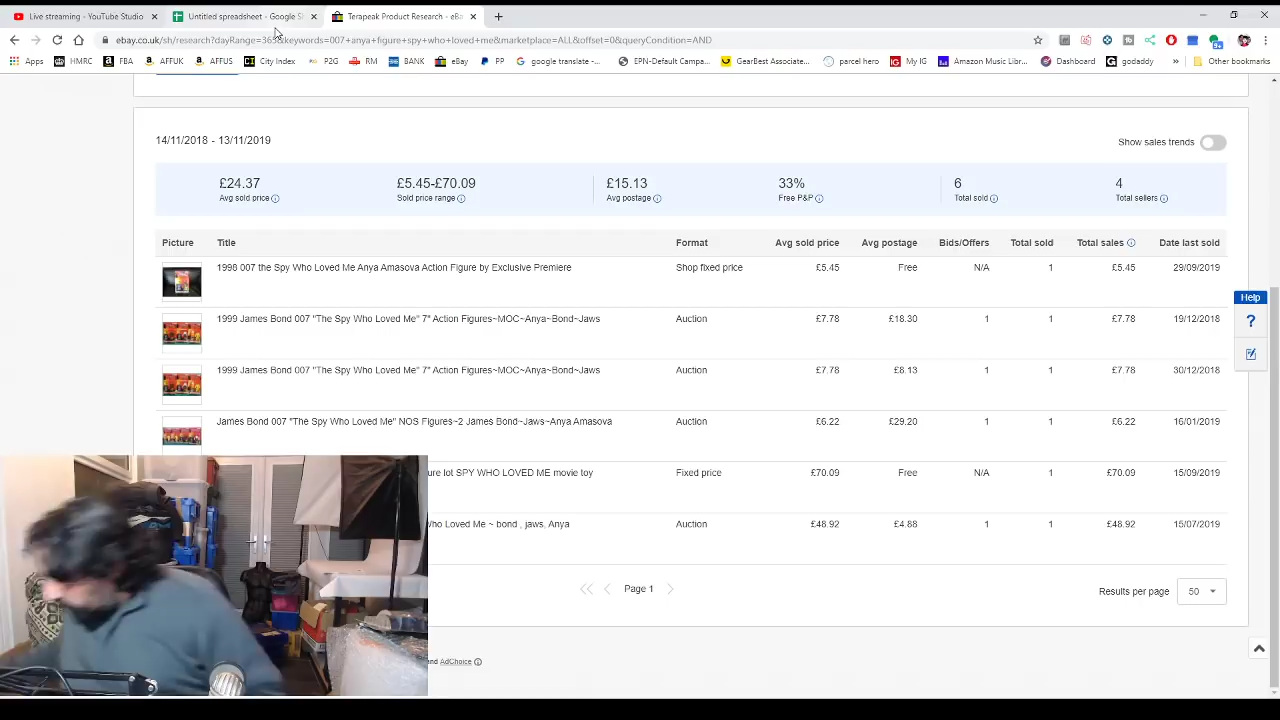 Live streaming - YouTube Studio
Untitled spreadsheet - Google Sh
Terapeak Product Research - eBa
ebay.co.uk/sh/research?dayRange=365&keywords=007+anya+figure+spy+who+loved+me&marketplace=ALL&offset=0&queryCondition=AND
Apps HMRC FBA AFFUK AFFUS City Index P2G RM BANK eBay PP google translate -... EPN-Default Campa... GearBest Associate... parcel hero My IG Amazon Music Libr... Dashboard godaddy » Other bookmarks
14/11/2018 - 13/11/2019
Show sales trends
£24.37 £5.45-£70.09 £15.13 33% 6 4
Avg sold price Sold price range Avg postage Free P&P Total sold Total sellers
Picture Title Format Avg sold price Avg postage Bids/Offers Total sold Total sales Date last sold
1998 007 the Spy Who Loved Me Anya Amasova Action Figure by Exclusive Premiere Shop fixed price £5.45 Free N/A 1 £5.45 29/09/2019
1999 James Bond 007 "The Spy Who Loved Me" 7" Action Figures~MOC~Anya~Bond~Jaws Auction £7.78 £18.30 1 1 £7.78 19/12/2018
1999 James Bond 007 "The Spy Who Loved Me" 7" Action Figures~MOC~Anya~Bond~Jaws Auction £7.78 £8.13 1 1 £7.78 30/12/2018
James Bond 007 "The Spy Who Loved Me" NOS Figures~2 James Bond~Jaws~Anya Amasova Auction £6.22 £29.20 1 1 £6.22 16/01/2019
ure lot SPY WHO LOVED ME movie toy Fixed price £70.09 Free N/A 1 £70.09 15/09/2019
Who Loved Me ~ bond , jaws, Anya Auction £48.92 £4.88 1 1 £48.92 15/07/2019
Help
?
Page 1
Results per page 50
and AdChoice